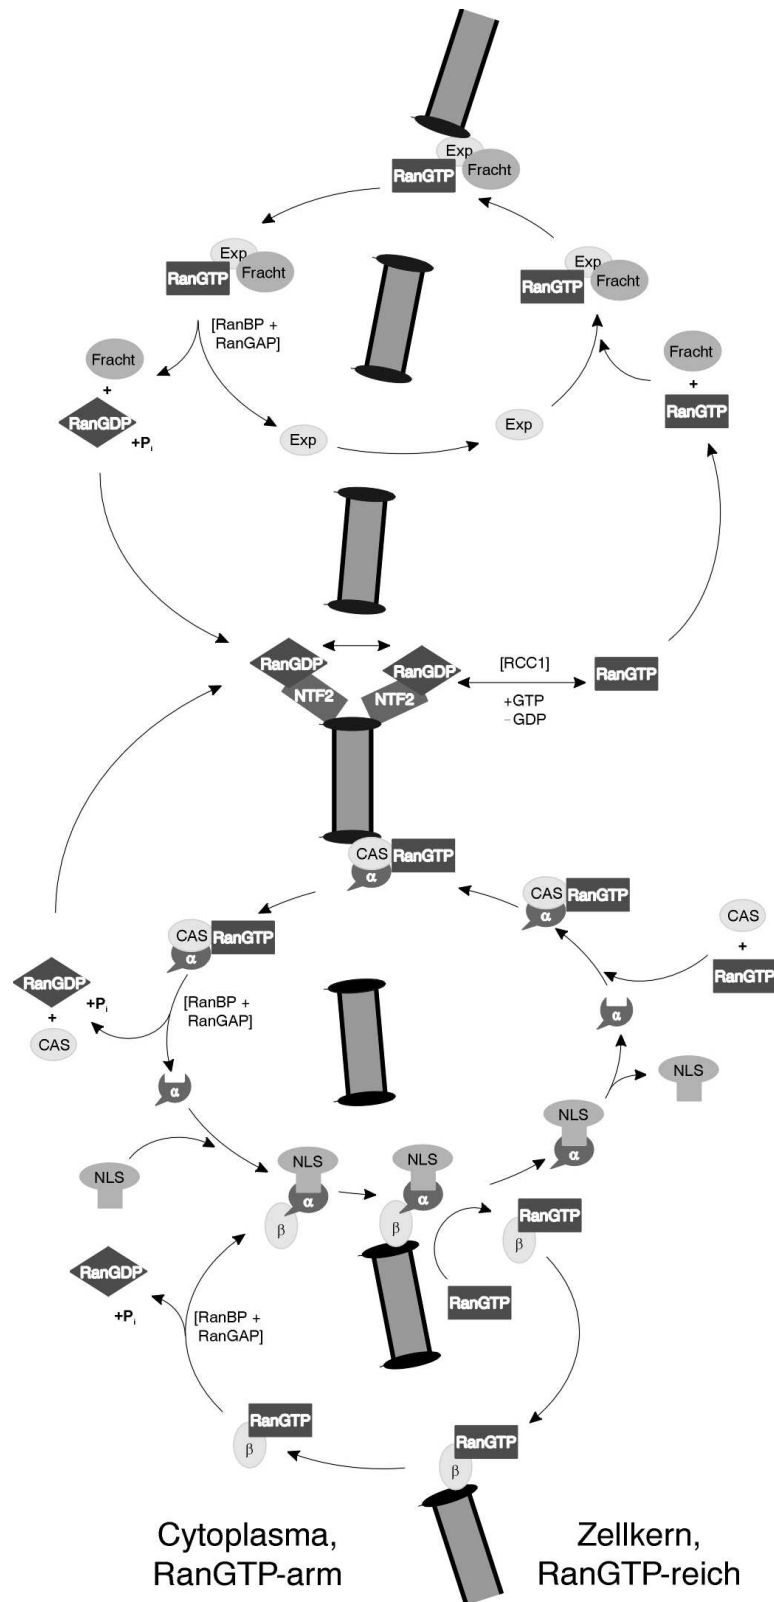 Exp
RanGTP
Fracht
Exp
RanGTP
Fracht
Exp
RanGTP
Fracht
[RanBP +
RanGAP]
Fracht
+
RanGDP
+Pi
Exp
Exp
Fracht
+
RanGTP
RanGDP
NTF2
RanGDP
NTF2
[RCC1]
+GTP
−GDP
RanGTP
CAS
RanGTP
α
CAS
RanGTP
α
CAS
RanGTP
α
CAS
+
RanGTP
RanGDP
+Pi
+
CAS
[RanBP +
RanGAP]
α
α
NLS
NLS
α
NLS
NLS
α
β
NLS
α
β
RanGTP
β
RanGTP
RanGDP
+Pi
[RanBP +
RanGAP]
RanGTP
β
RanGTP
β
Cytoplasma,
RanGTP-arm
Zellkern,
RanGTP-reich